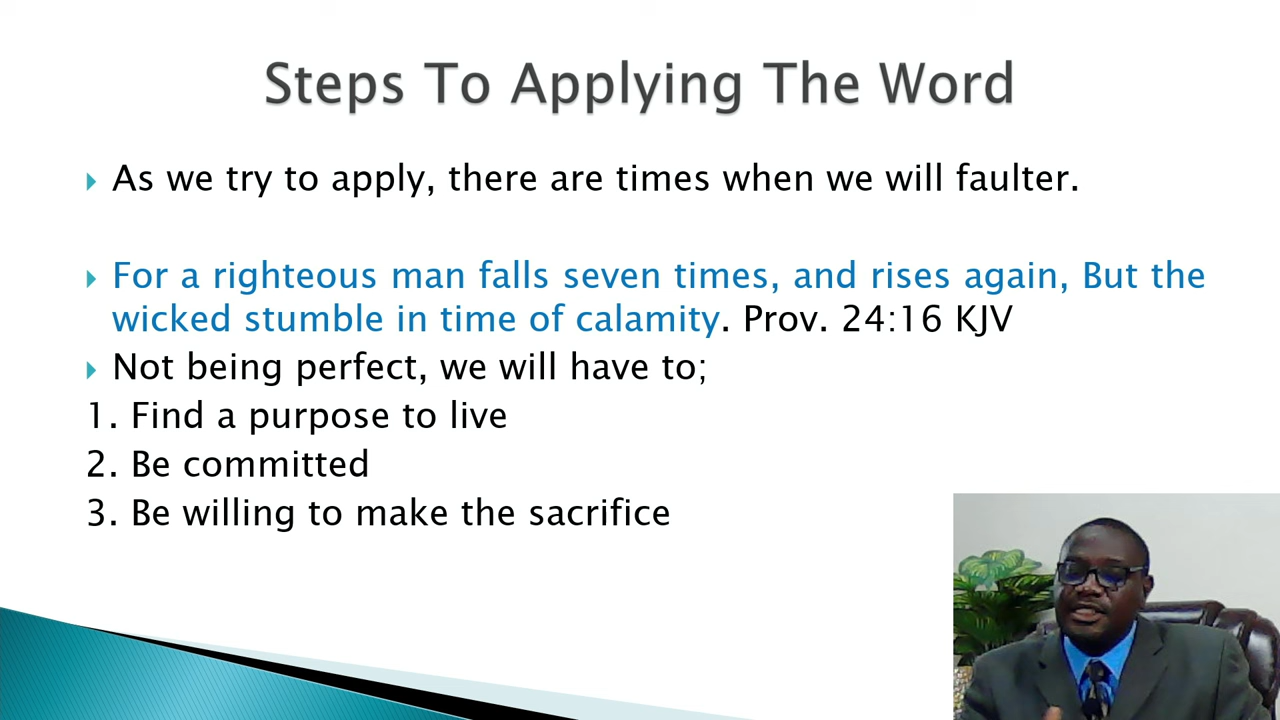 Steps To Applying The Word
As we try to apply, there are times when we will faulter.
For a righteous man falls seven times, and rises again, But the
wicked stumble in time of calamity. Prov. 24:16 KJV
Not being perfect, we will have to;
1. Find a purpose to live
2. Be committed
3. Be willing to make the sacrifice